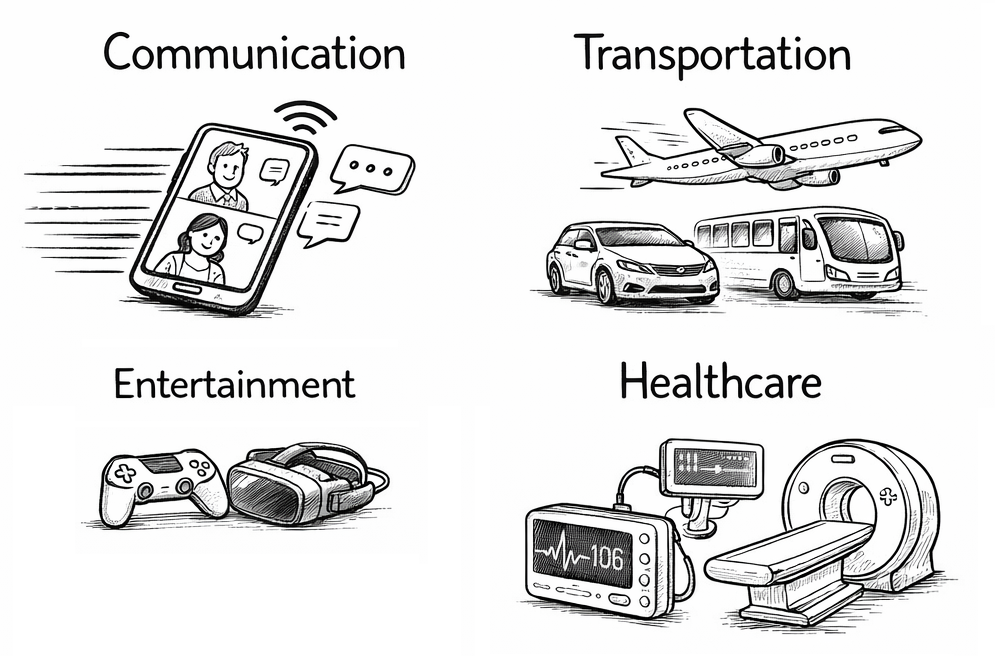 Communication
Transportation
Entertainment
Healthcare
106